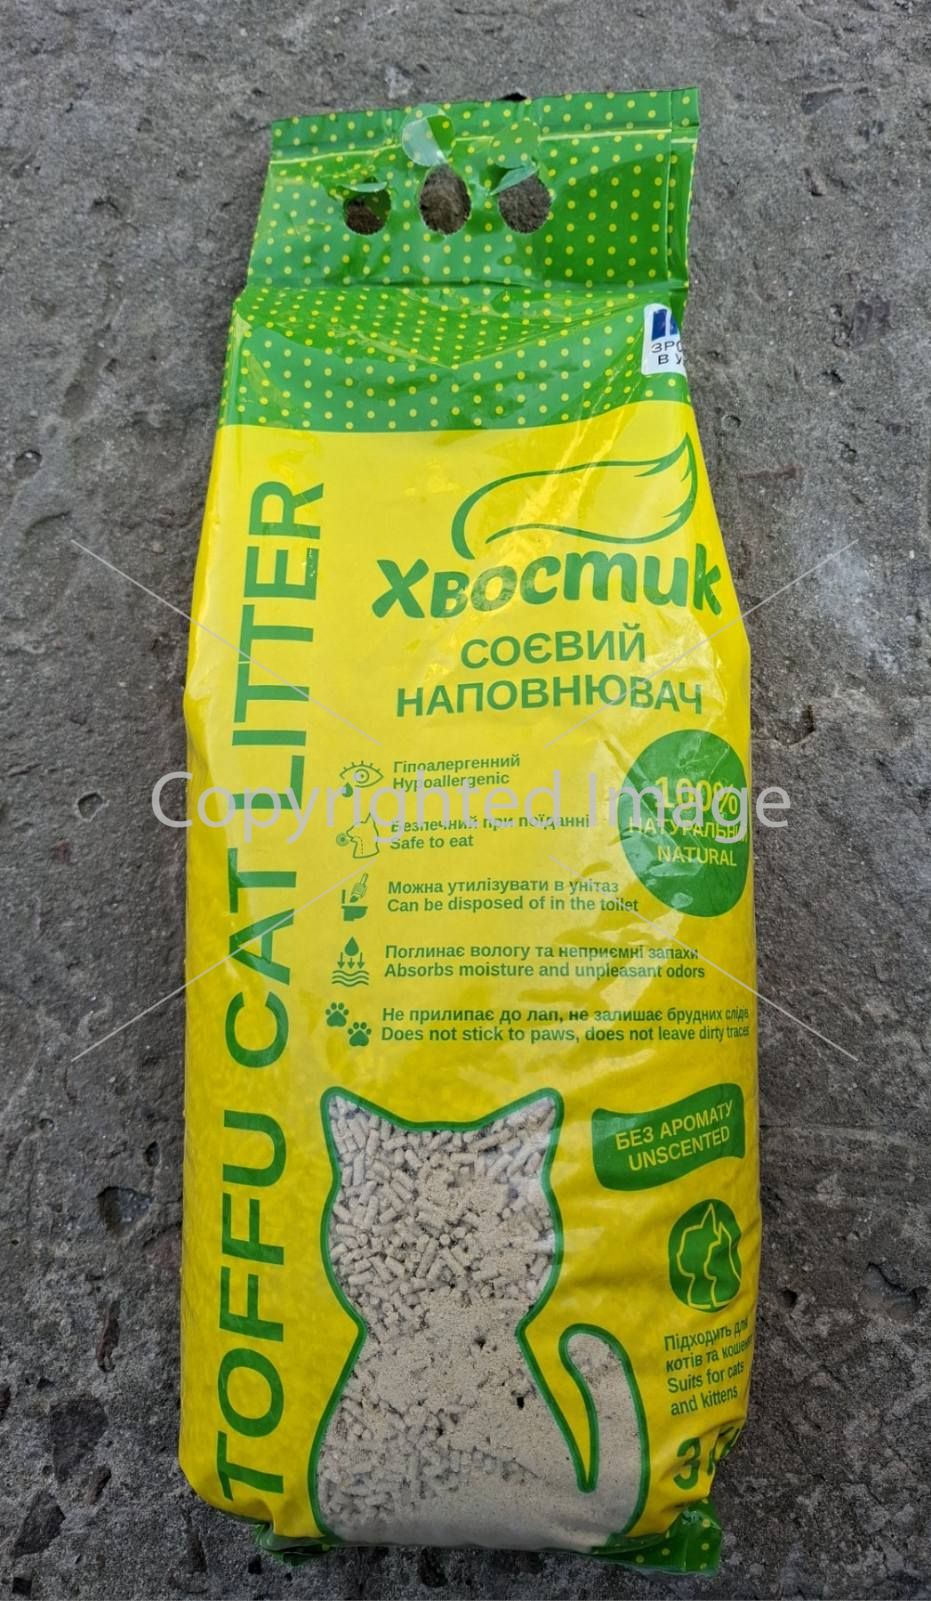 TOFFU CAT LITTER
Хвостик
СОЄВИЙ
НАПОВНЮВАЧ
Гіпоалергенний
Hypoallergenic
Безпечний при поїданні
Safe to eat
Можна утилізувати в унітаз
Can be disposed of in the toilet
Поглинає вологу та неприємні запахи
Absorbs moisture and unpleasant odors
Не прилипає до лап, не залишає брудних слідів
Does not stick to paws, does not leave dirty traces
100%
NATURAL
БЕЗ АРОМАТУ
UNSCENTED
Підходить для
котів та
Suits for cats
and kittens
3
В
Copyrighted Image